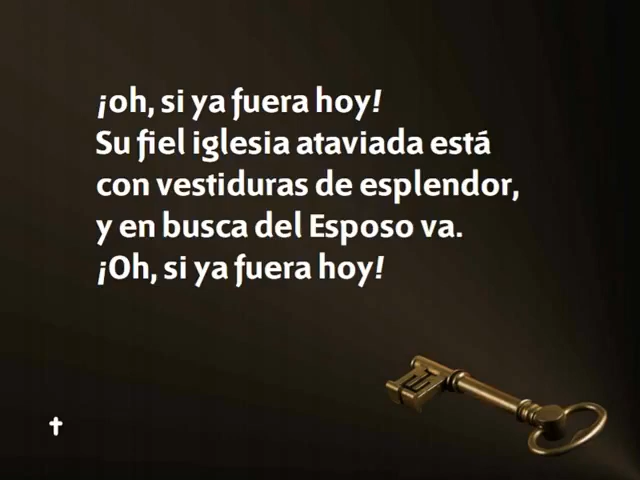 ¡oh, si ya fuera hoy!
Su fiel iglesia ataviada está
con vestiduras de esplendor,
y en busca del Esposo va.
¡Oh, si ya fuera hoy!